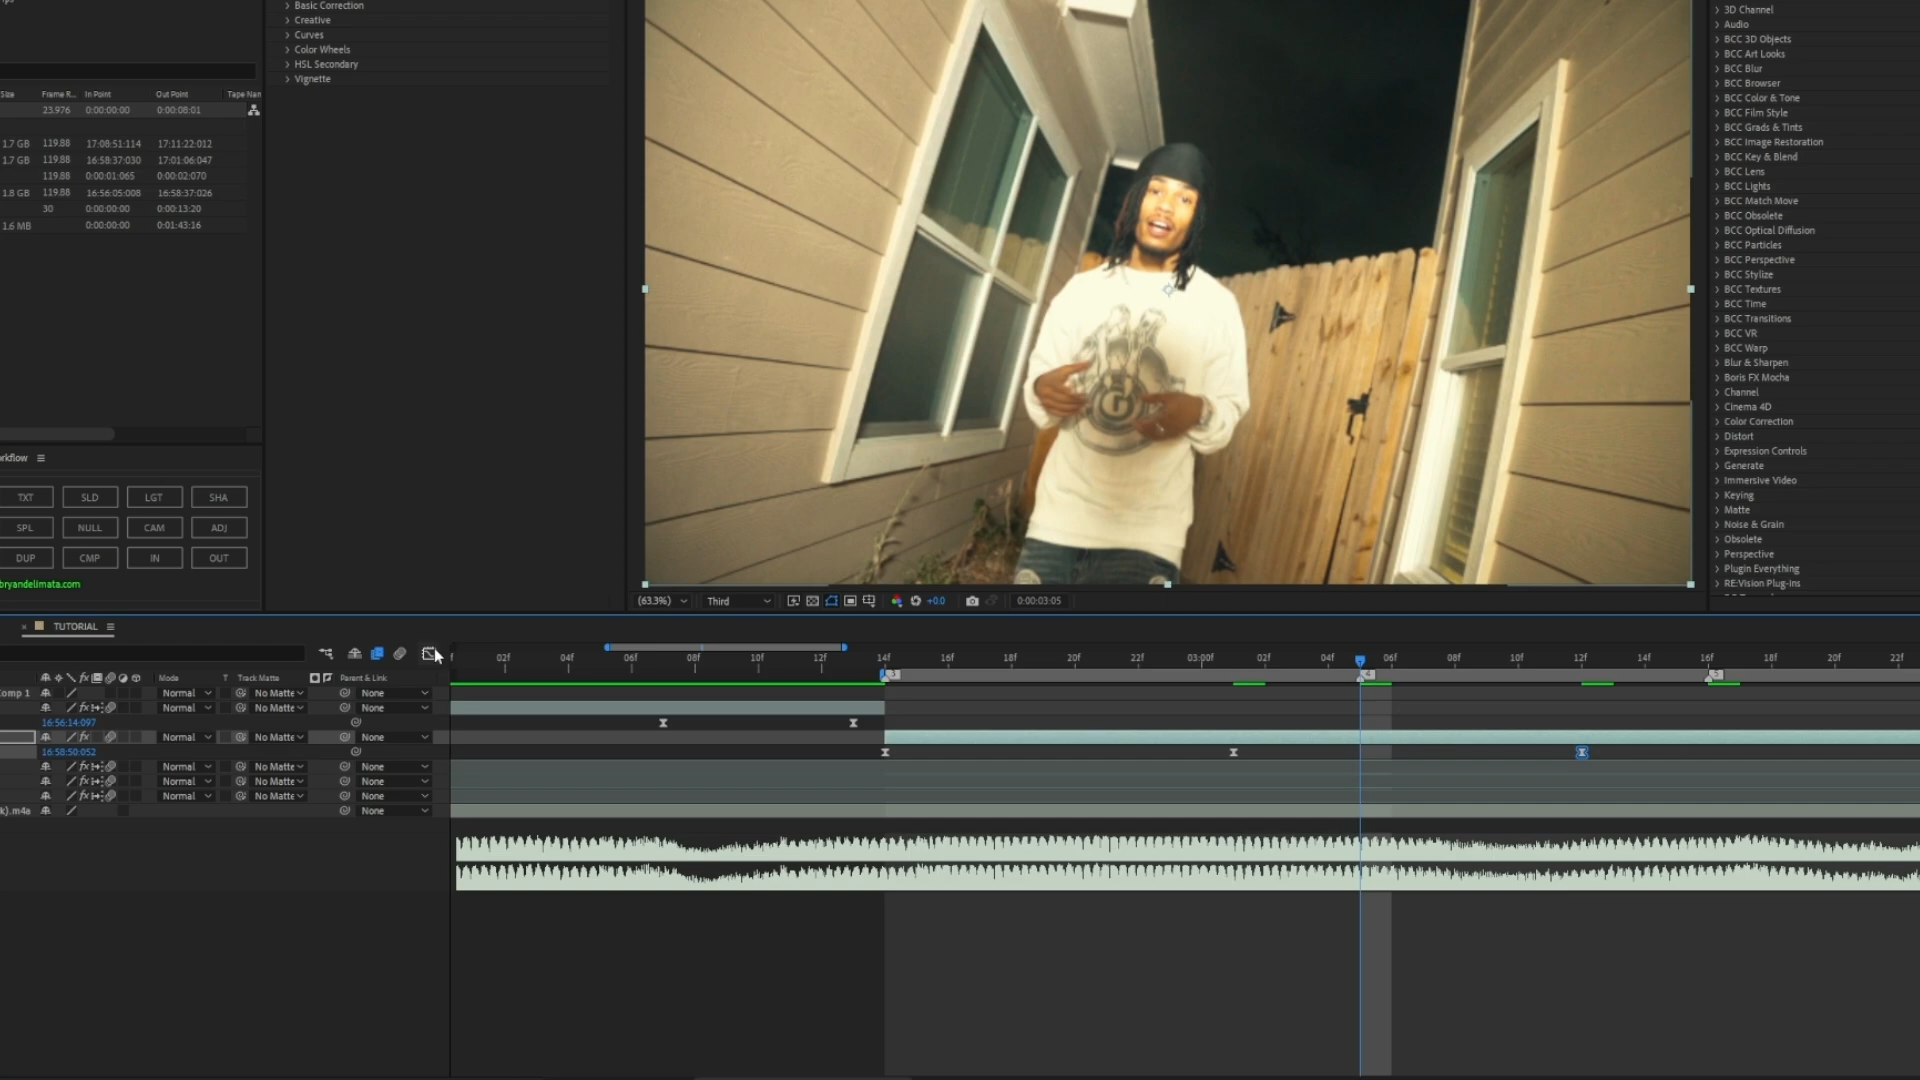 Basic Correction
Creative
Curves
Color Wheels
HSL Secondary
Vignette
Size Frame R... In Point Out Point Tape Nan
23.976 0:00:00:00 0:00:08:01
1.7 GB 119.88 17:08:51:114 17:11:22:012
1.7 GB 119.88 16:58:37:030 17:01:06:047
119.88 0:00:01:065 0:00:02:070
1.8 GB 119.88 16:56:05:008 16:58:37:026
30 0:00:00:00 0:00:13:20
1.6 MB 0:00:00:00 0:01:43:16
rkflow
TXT SLD LGT SHA
SPL NULL CAM ADJ
DUP CMP IN OUT
bryandelimata.com
G
(63.3%) Third +0.0 0:00:03:05
3D Channel
Audio
BCC 3D Objects
BCC Art Looks
BCC Blur
BCC Browser
BCC Color & Tone
BCC Film Style
BCC Grads & Tints
BCC Image Restoration
BCC Key & Blend
BCC Lens
BCC Lights
BCC Match Move
BCC Obsolete
BCC Optical Diffusion
BCC Particles
BCC Perspective
BCC Stylize
BCC Textures
BCC Time
BCC Transitions
BCC VR
BCC Warp
Blur & Sharpen
Boris FX Mocha
Channel
Cinema 4D
Color Correction
Distort
Expression Controls
Generate
Immersive Video
Keying
Matte
Noise & Grain
Obsolete
Perspective
Plugin Everything
RE:Vision Plug-ins
TUTORIAL
f 02f 04f 06f 08f 10f 12f 14f 16f 18f 20f 22f 03:00f 02f 04f 06f 08f 10f 12f 14f 16f 18f 20f 22f
3 4 5
Mode T Track Matte Parent & Link
Comp 1 Normal No Matte None
Normal No Matte None
16:56:14:097
Normal No Matte None
16:58:50:052
Normal No Matte None
Normal No Matte None
Normal No Matte None
k).m4a None